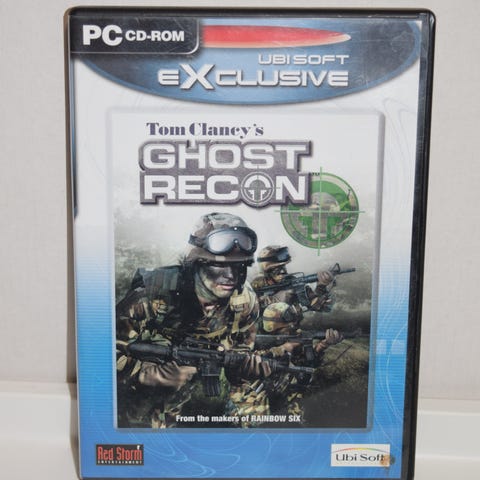 PC CD-ROM
UBI SOFT
eXCLUSIVE
Tom Clancy's
GHOST
RECON
From the makers of RAINBOW SIX
Red Storm
ENTERTAINMENT
Ubi Soft